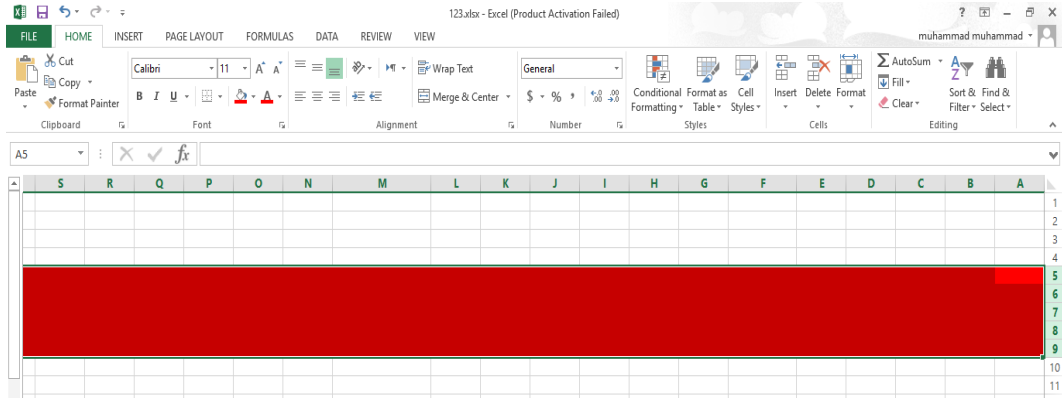 123.xlsx - Excel (Product Activation Failed)
FILE HOME INSERT PAGE LAYOUT FORMULAS DATA REVIEW VIEW muhammad muhammad
Paste
Cut
Copy
Format Painter
Clipboard
Calibri 11
B I U
Font
Wrap Text
Merge & Center
Alignment
General
$ % ,
Number
Conditional Formatting
Format as Table
Cell Styles
Styles
Insert Delete Format
Cells
AutoSum
Fill
Clear
Sort & Filter
Find & Select
Editing
A5 fx
S R Q P O N M L K J I H G F E D C B A
1
2
3
4
5
6
7
8
9
10
11